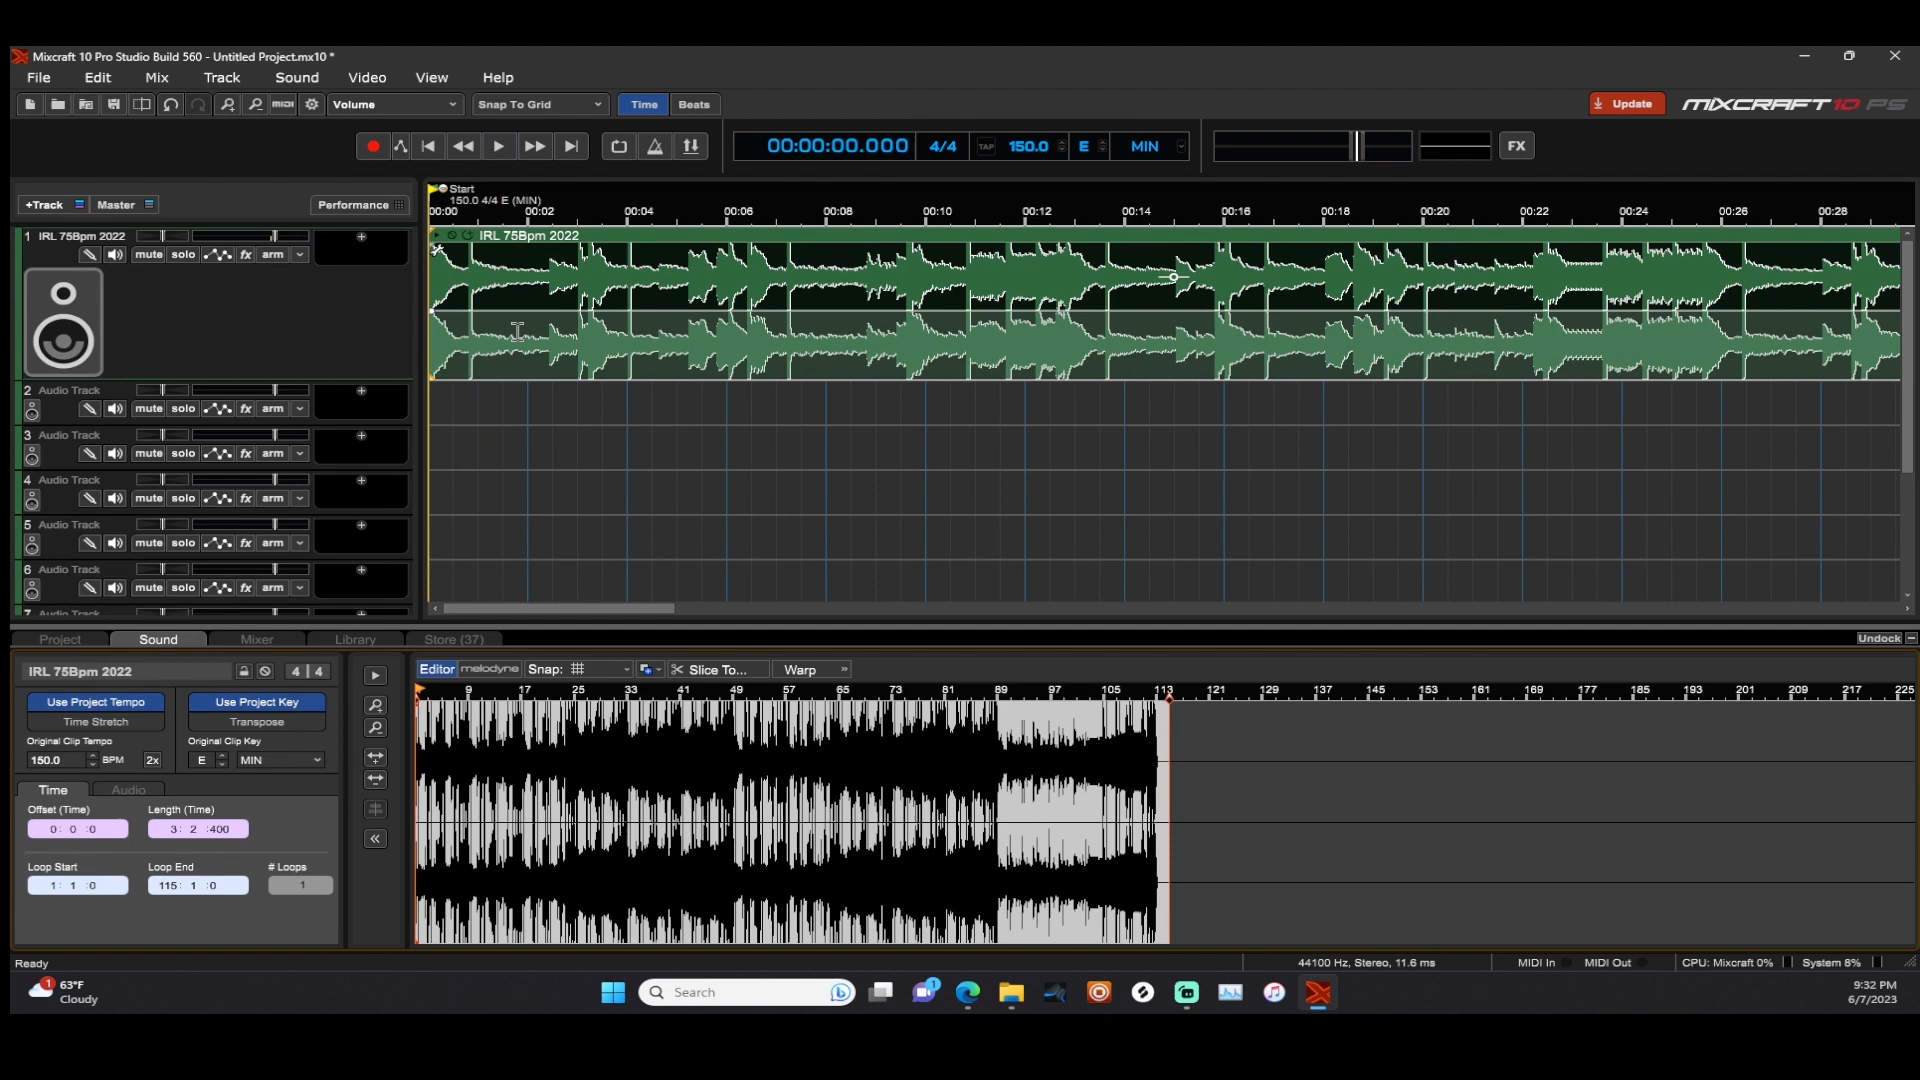 Mixcraft 10 Pro Studio Build 560 - Untitled Project.mx10 *
File Edit Mix Track Sound Video View Help
MIDI Volume Snap To Grid Time Beats Update MIXCRAFT 10 PS
00:00:00.000 4/4 TAP 150.0 E MIN FX
+Track Master Performance
Start
150.0 4/4 E (MIN)
00:00 00:02 00:04 00:06 00:08 00:10 00:12 00:14 00:16 00:18 00:20 00:22 00:24 00:26 00:28
1 IRL 75Bpm 2022
mute solo fx arm
IRL 75Bpm 2022
2 Audio Track
mute solo fx arm
3 Audio Track
mute solo fx arm
4 Audio Track
mute solo fx arm
5 Audio Track
mute solo fx arm
6 Audio Track
mute solo fx arm
7 Audio Track
Project Sound Mixer Library Store (37) Undock
IRL 75Bpm 2022 4 4
Editor melodyne Snap: Slice To... Warp »
9 17 25 33 41 49 57 65 73 81 89 97 105 113 121 129 137 145 153 161 169 177 185 193 201 209 217 225
Use Project Tempo Use Project Key
Time Stretch Transpose
Original Clip Tempo Original Clip Key
150.0 BPM 2x E MIN
Time Audio
Offset (Time) Length (Time)
0: 0 :0 3: 2 :400
Loop Start Loop End # Loops
1: 1 :0 115: 1 :0 1
Ready 44100 Hz, Stereo, 11.6 ms MIDI In MIDI Out CPU: Mixcraft 0% System 8%
1 63°F
Cloudy
Search
1
9:32 PM
6/7/2023